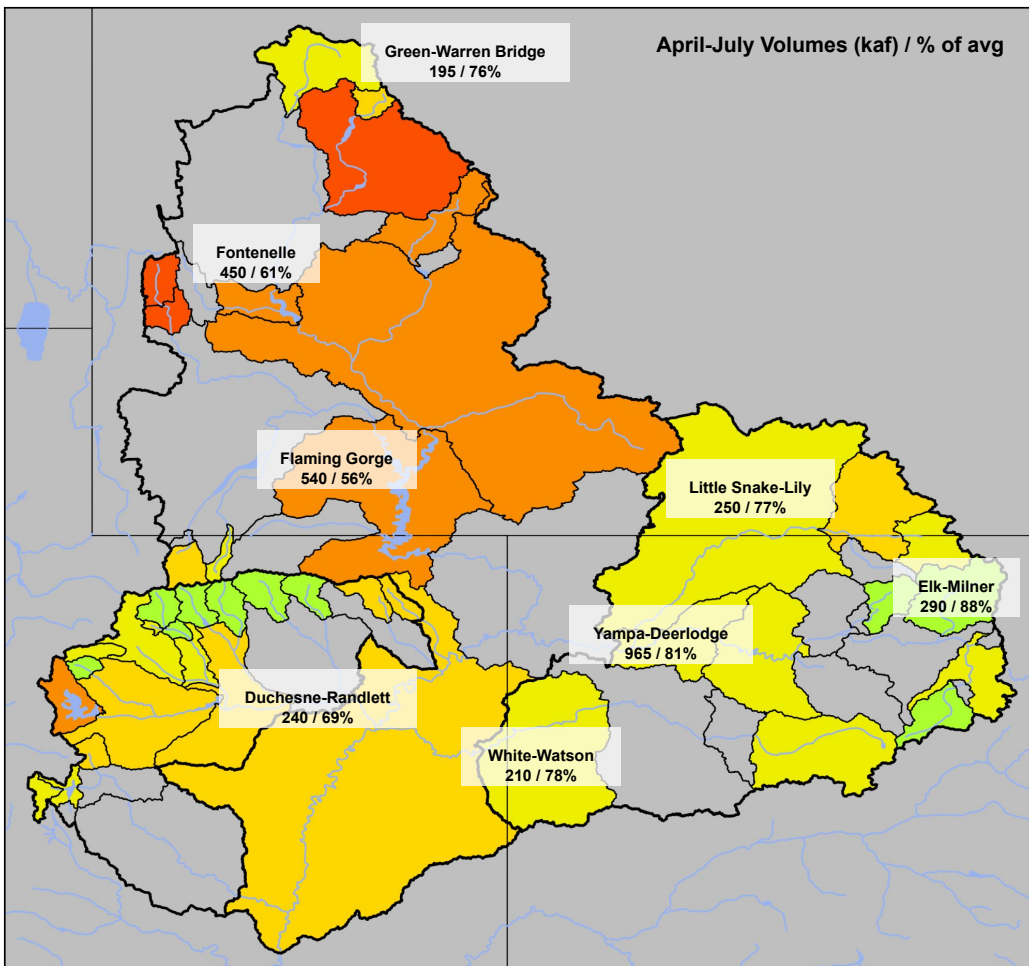 April-July Volumes (kaf) / % of avg
Green-Warren Bridge
195 / 76%
Fontenelle
450 / 61%
Flaming Gorge
540 / 56%
Little Snake-Lily
250 / 77%
Elk-Milner
290 / 88%
Yampa-Deerlodge
965 / 81%
Duchesne-Randlett
240 / 69%
White-Watson
210 / 78%